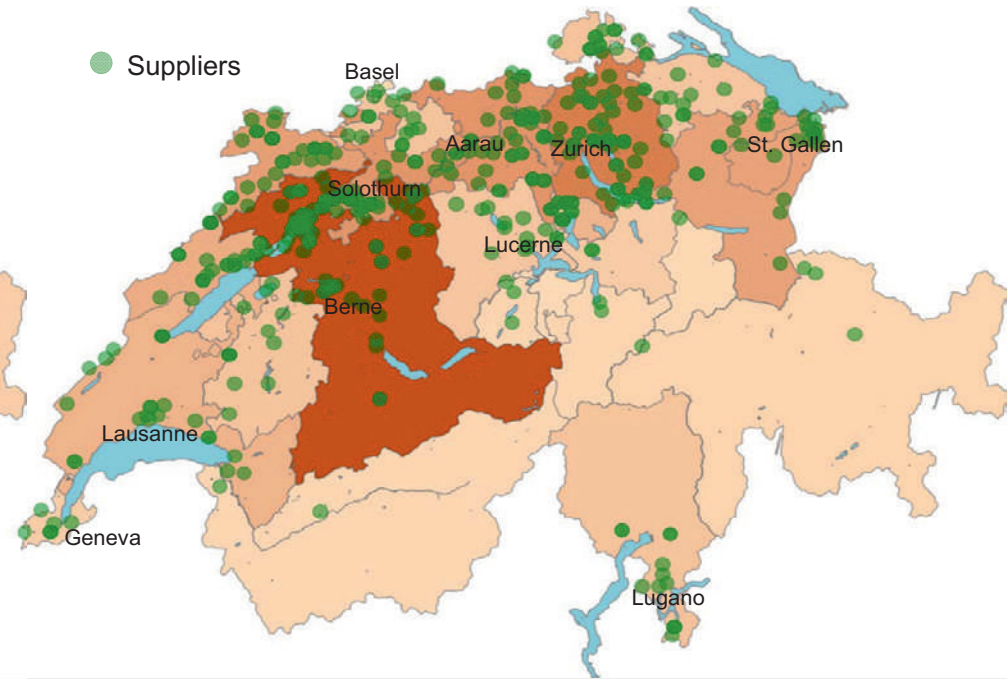 Suppliers
Basel
Aarau
Zurich
St. Gallen
Solothurn
Lucerne
Berne
Lausanne
Geneva
Lugano